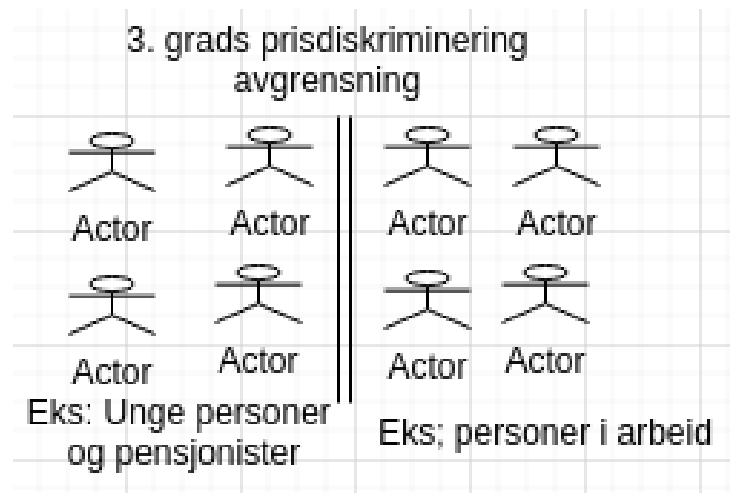 3. grads prisdiskriminering
avgrensning
Actor Actor Actor Actor
Actor Actor Actor Actor
Eks: Unge personer
og pensjonister
Eks; personer i arbeid